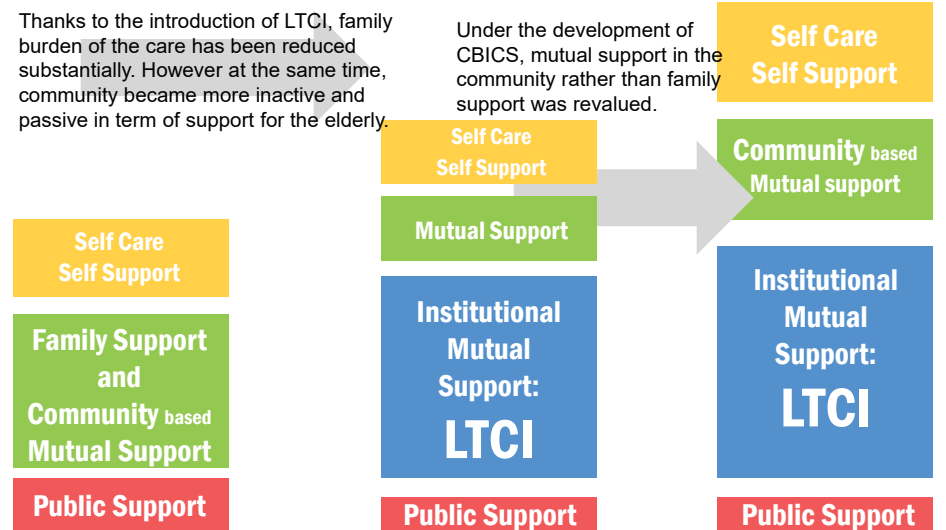 Thanks to the introduction of LTCI, family
burden of the care has been reduced
substantially. However at the same time,
community became more inactive and
passive in term of support for the elderly.
Under the development of
CBICS, mutual support in the
community rather than family
support was revalued.
Self Care
Self Support
Family Support
and
Community based
Mutual Support
Public Support
Self Care
Self Support
Mutual Support
Institutional
Mutual
Support:
LTCI
Public Support
Self Care
Self Support
Community based
Mutual support
Institutional
Mutual
Support:
LTCI
Public Support